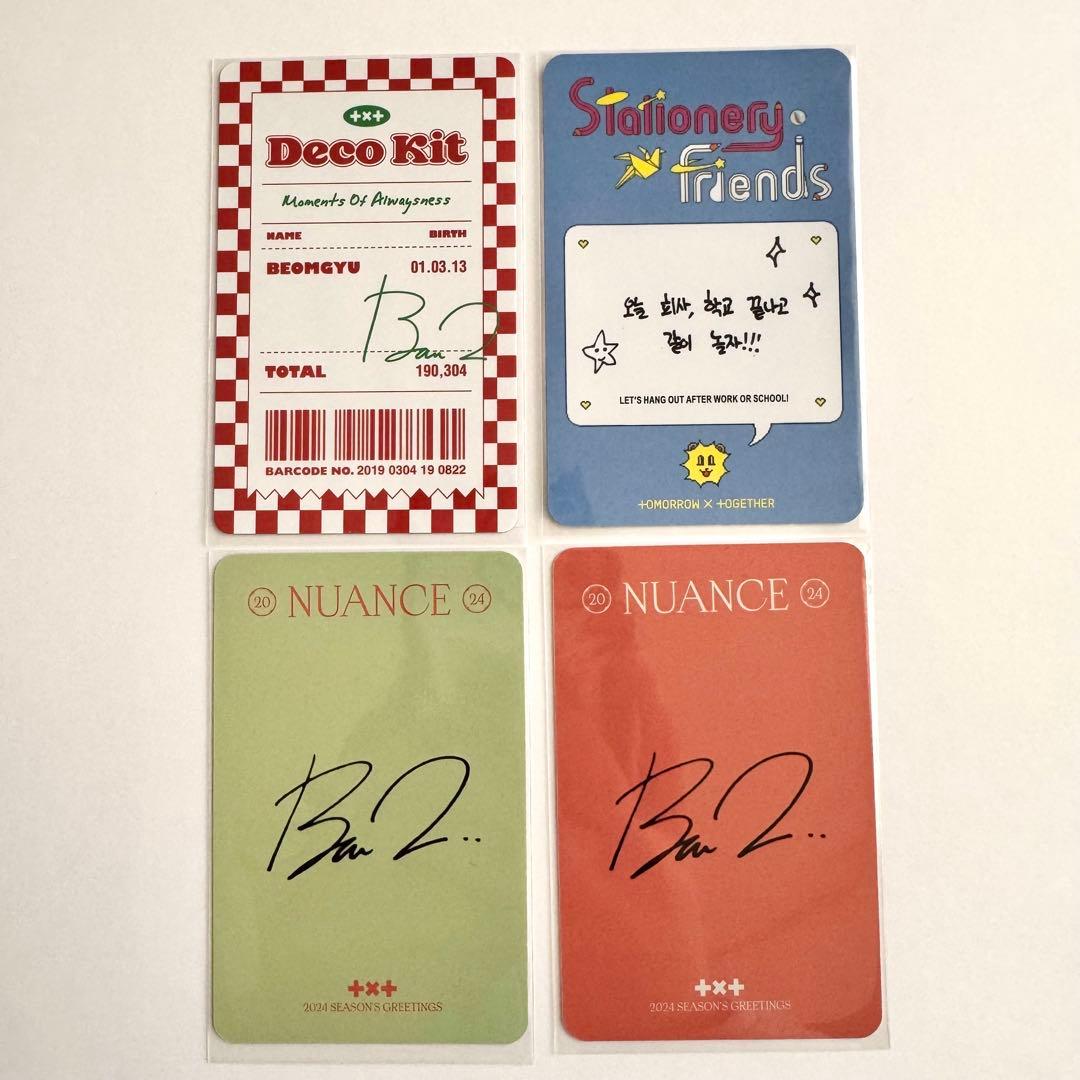 +x+
Deco Kit
Moments Of Alwaysness
NAME BIRTH
BEOMGYU 01.03.13
TOTAL 190,304
BARCODE NO. 2019 0304 19 0822
Stationery
friends
오늘 회사, 학교 끝나고
같이 놀자!!!
LET'S HANG OUT AFTER WORK OR SCHOOL!
+OMORROW X +OGETHER
20 NUANCE 24
+x+
2024 SEASON'S GREETINGS
20 NUANCE 24
+x+
2024 SEASON'S GREETINGS